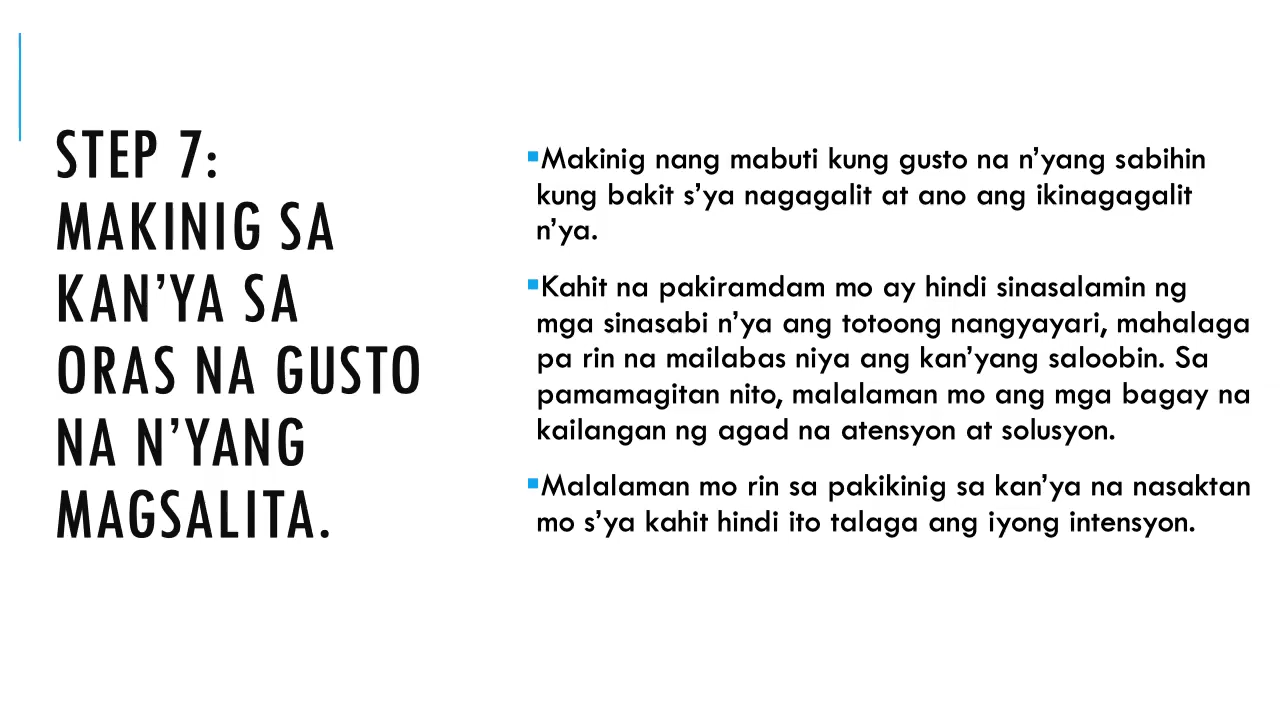 STEP 7:
MAKINIG SA
KAN’YA SA
ORAS NA GUSTO
NA N’YANG
MAGSALITA.
▪Makinig nang mabuti kung gusto na n’yang sabihin
kung bakit s’ya nagagalit at ano ang ikinagagalit
n’ya.
▪Kahit na pakiramdam mo ay hindi sinasalamin ng
mga sinasabi n’ya ang totoong nangyayari, mahalaga
pa rin na mailabas niya ang kan’yang saloobin. Sa
pamamagitan nito, malalaman mo ang mga bagay na
kailangan ng agad na atensyon at solusyon.
▪Malalaman mo rin sa pakikinig sa kan’ya na nasaktan
mo s’ya kahit hindi ito talaga ang iyong intensyon.